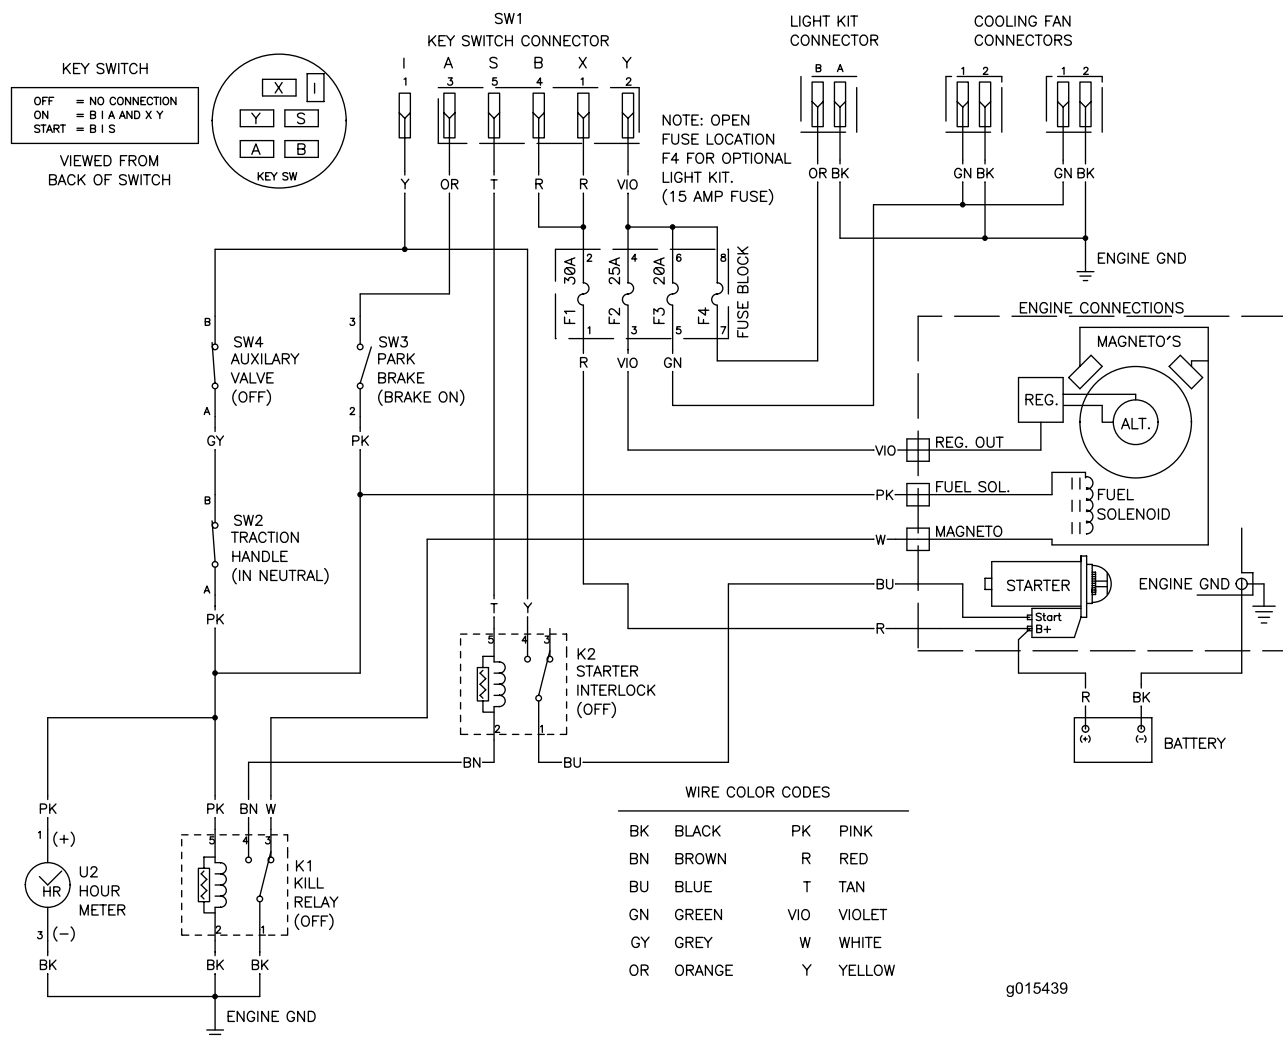 SW1
KEY SWITCH CONNECTOR
I A S B X Y
1 3 5 4 1 2
Y OR T R R VIO
KEY SWITCH
OFF = NO CONNECTION
ON = B I A AND X Y
START = B I S
VIEWED FROM
BACK OF SWITCH
X I
Y S
A B
KEY SW
NOTE: OPEN
FUSE LOCATION
F4 FOR OPTIONAL
LIGHT KIT.
(15 AMP FUSE)
LIGHT KIT
CONNECTOR
B A
OR BK
COOLING FAN
CONNECTORS
1 2 1 2
GN BK GN BK
ENGINE GND
2 4 6 8
30A 25A 20A
F1 F2 F3 F4
1 3 5 7
FUSE BLOCK
R VIO GN
B
SW4
AUXILARY
VALVE
(OFF)
A
GY
3
SW3
PARK
BRAKE
(BRAKE ON)
2
PK
B
SW2
TRACTION
HANDLE
(IN NEUTRAL)
A
PK
ENGINE CONNECTIONS
MAGNETO'S
REG.
ALT.
VIO REG. OUT
PK FUEL SOL.
FUEL
SOLENOID
W MAGNETO
BU
STARTER
Start
B+
R
ENGINE GND
R BK
(+) (-)
BATTERY
T Y
5 4 3
K2
STARTER
INTERLOCK
(OFF)
2 1
BN BU
PK
1 (+)
HR
U2
HOUR
METER
3 (-)
BK
PK BN W
5 4 3
K1
KILL
RELAY
(OFF)
2 1
BK BK
ENGINE GND
WIRE COLOR CODES
BK BLACK PK PINK
BN BROWN R RED
BU BLUE T TAN
GN GREEN VIO VIOLET
GY GREY W WHITE
OR ORANGE Y YELLOW
g015439